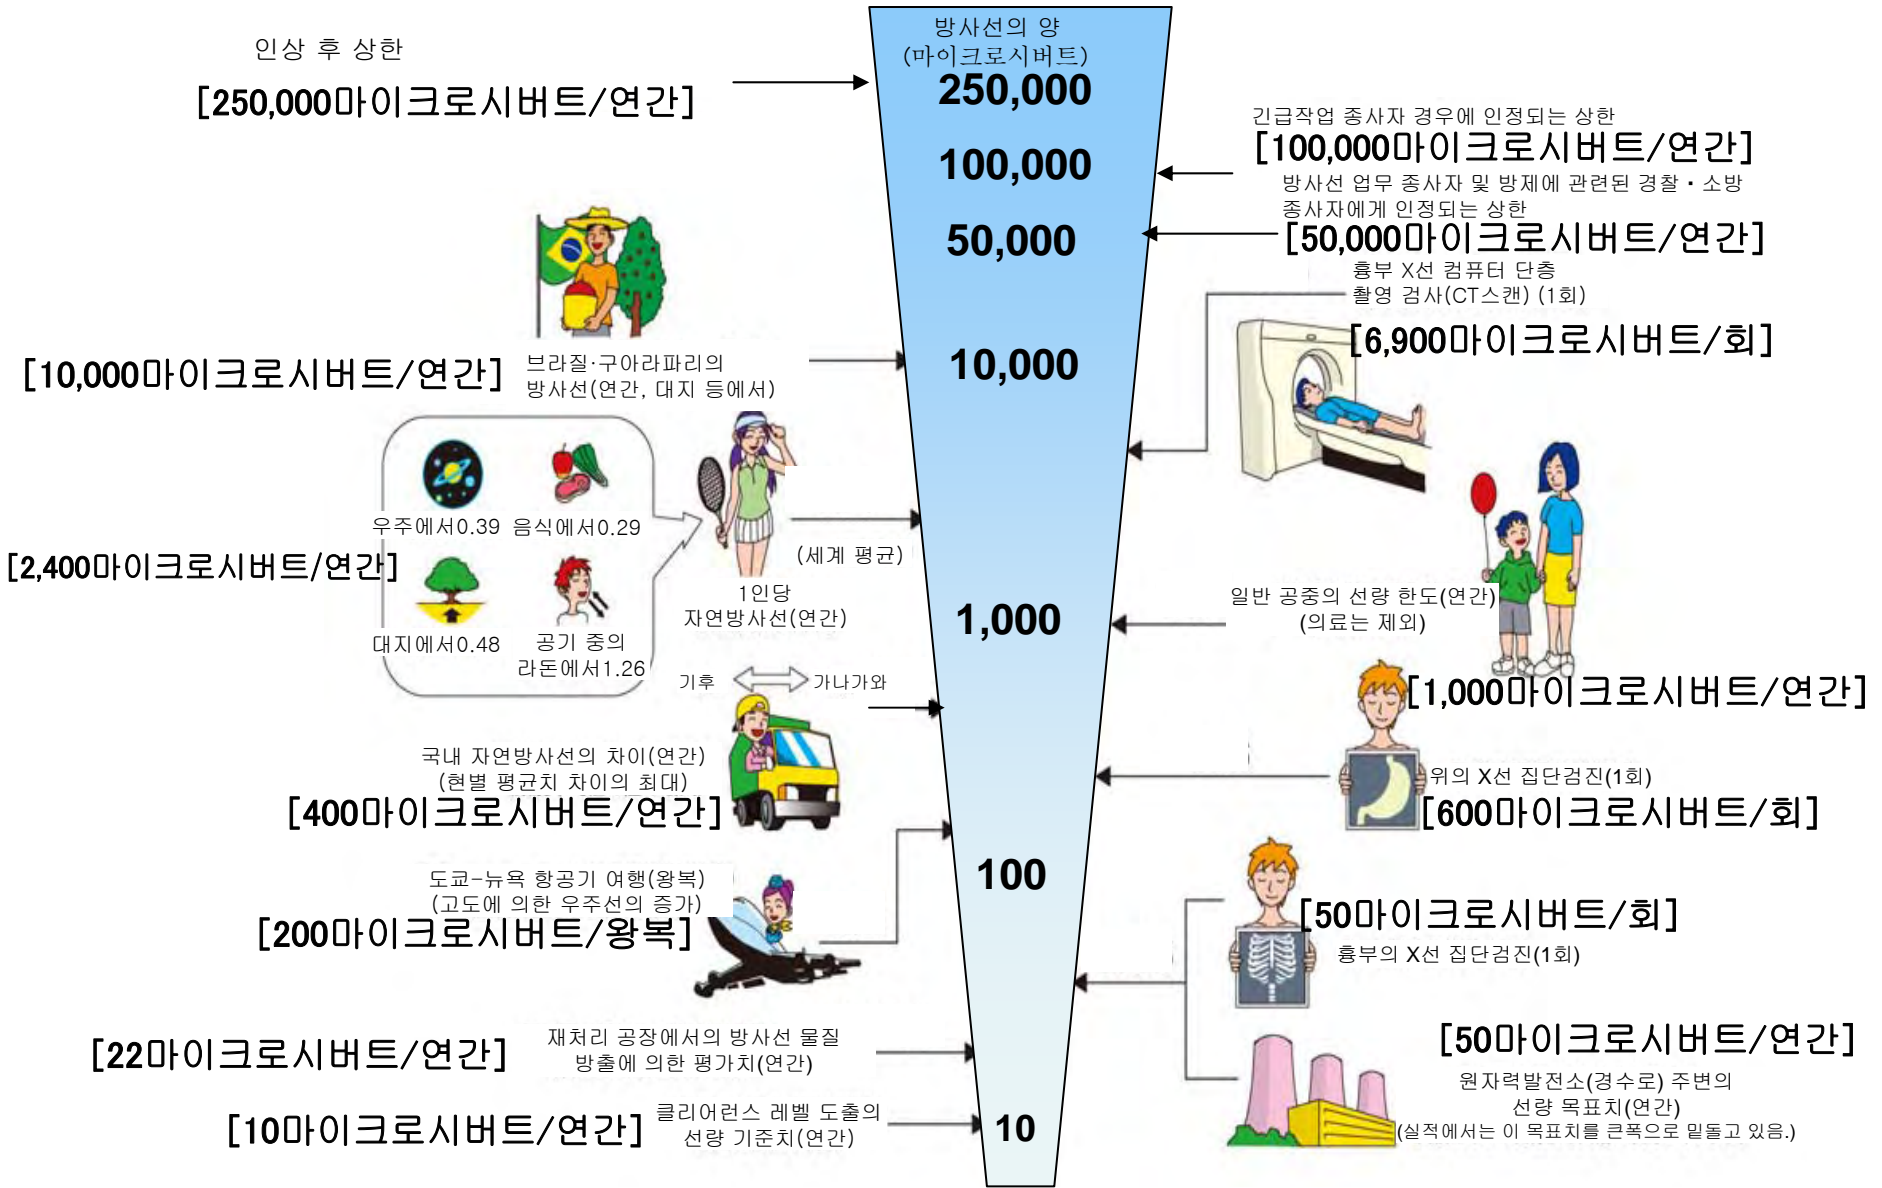 방사선의 양
(마이크로시버트)
250,000
100,000
50,000
10,000
1,000
100
10
인상 후 상한
[250,000마이크로시버트/연간]
[10,000마이크로시버트/연간]
브라질·구아라파리의
방사선(연간, 대지 등에서)
우주에서0.39
음식에서0.29
[2,400마이크로시버트/연간]
대지에서0.48
공기 중의
라돈에서1.26
(세계 평균)
1인당
자연방사선(연간)
기후
가나가와
국내 자연방사선의 차이(연간)
(현별 평균치 차이의 최대)
[400마이크로시버트/연간]
도쿄-뉴욕 항공기 여행(왕복)
(고도에 의한 우주선의 증가)
[200마이크로시버트/왕복]
[22마이크로시버트/연간]
재처리 공장에서의 방사선 물질
방출에 의한 평가치(연간)
[10마이크로시버트/연간]
클리어런스 레벨 도출의
선량 기준치(연간)
긴급작업 종사자 경우에 인정되는 상한
[100,000마이크로시버트/연간]
방사선 업무 종사자 및 방제에 관련된 경찰・소방
종사자에게 인정되는 상한
[50,000마이크로시버트/연간]
흉부 X선 컴퓨터 단층
촬영 검사(CT스캔) (1회)
[6,900마이크로시버트/회]
일반 공중의 선량 한도(연간)
(의료는 제외)
[1,000마이크로시버트/연간]
위의 X선 집단검진(1회)
[600마이크로시버트/회]
[50마이크로시버트/회]
흉부의 X선 집단검진(1회)
[50마이크로시버트/연간]
원자력발전소(경수로) 주변의
선량 목표치(연간)
(실적에서는 이 목표치를 큰폭으로 밑돌고 있음.)